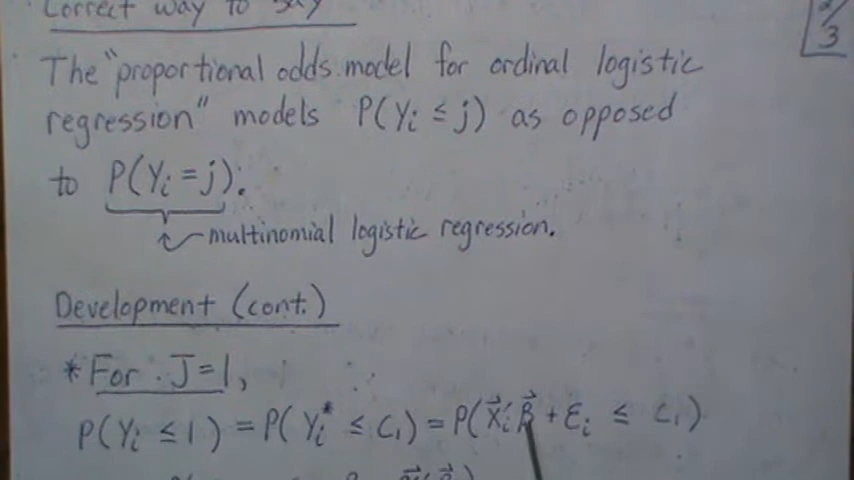 Correct way to say
The "proportional odds model for ordinal logistic
regression" models P(Yᵢ ≤ j) as opposed
to P(Yᵢ = j).
multinomial logistic regression.
Development (cont.)
* For J=1,
P(Yᵢ ≤ 1) = P(Yᵢ* ≤ C₁) = P(X⃗ᵢ'β⃗ + εᵢ ≤ C₁)
3